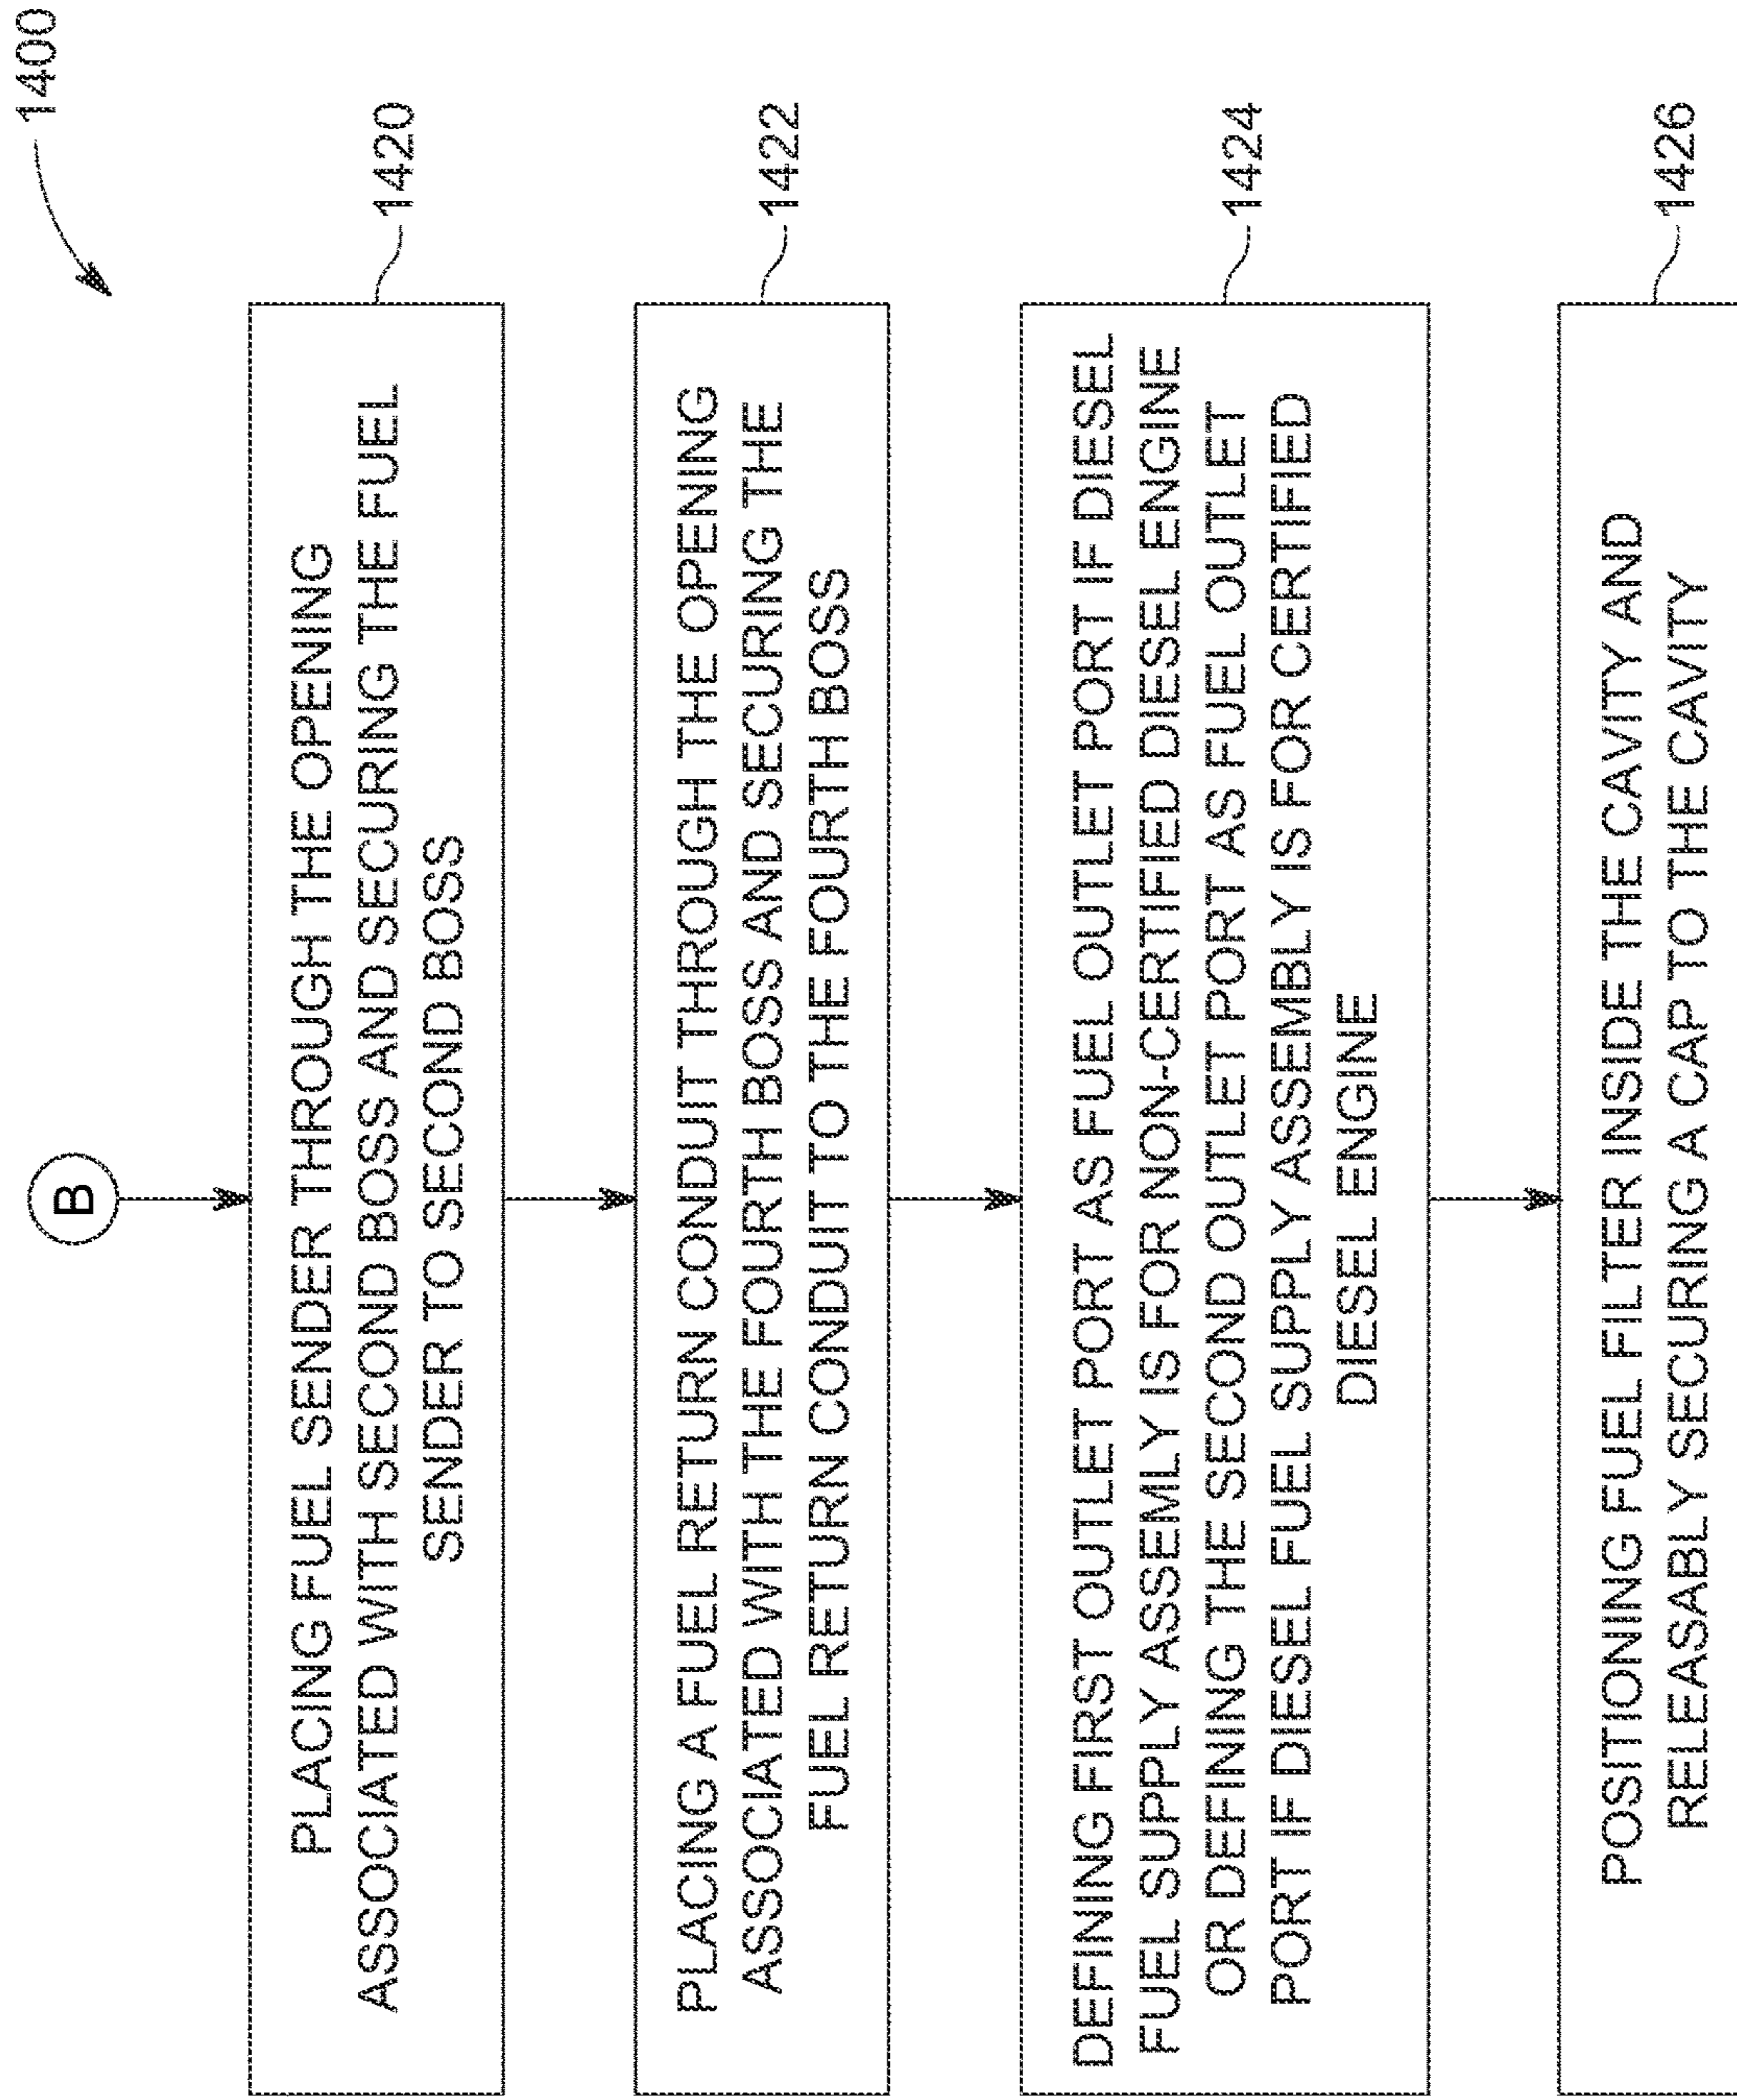 1400
B
PLACING FUEL SENDER THROUGH THE OPENING
ASSOCIATED WITH SECOND BOSS AND SECURING THE FUEL
SENDER TO SECOND BOSS
1420
PLACING A FUEL RETURN CONDUIT THROUGH THE OPENING
ASSOCIATED WITH THE FOURTH BOSS AND SECURING THE
FUEL RETURN CONDUIT TO THE FOURTH BOSS
1422
DEFINING FIRST OUTLET PORT AS FUEL OUTLET PORT IF DIESEL
FUEL SUPPLY ASSEMLY IS FOR NON-CERTIFIED DIESEL ENGINE
OR DEFINING THE SECOND OUTLET PORT AS FUEL OUTLET
PORT IF DIESEL FUEL SUPPLY ASSEMBLY IS FOR CERTIFIED
DIESEL ENGINE
1424
POSITIONING FUEL FILTER INSIDE THE CAVITY AND
RELEASABLY SECURING A CAP TO THE CAVITY
1426